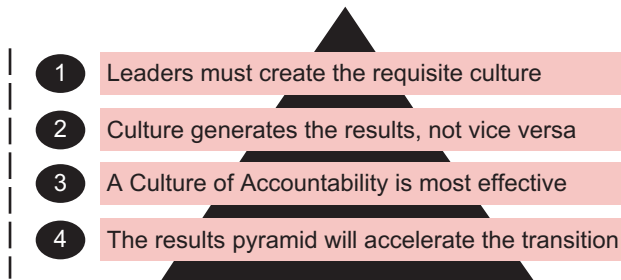 1 Leaders must create the requisite culture
2 Culture generates the results, not vice versa
3 A Culture of Accountability is most effective
4 The results pyramid will accelerate the transition